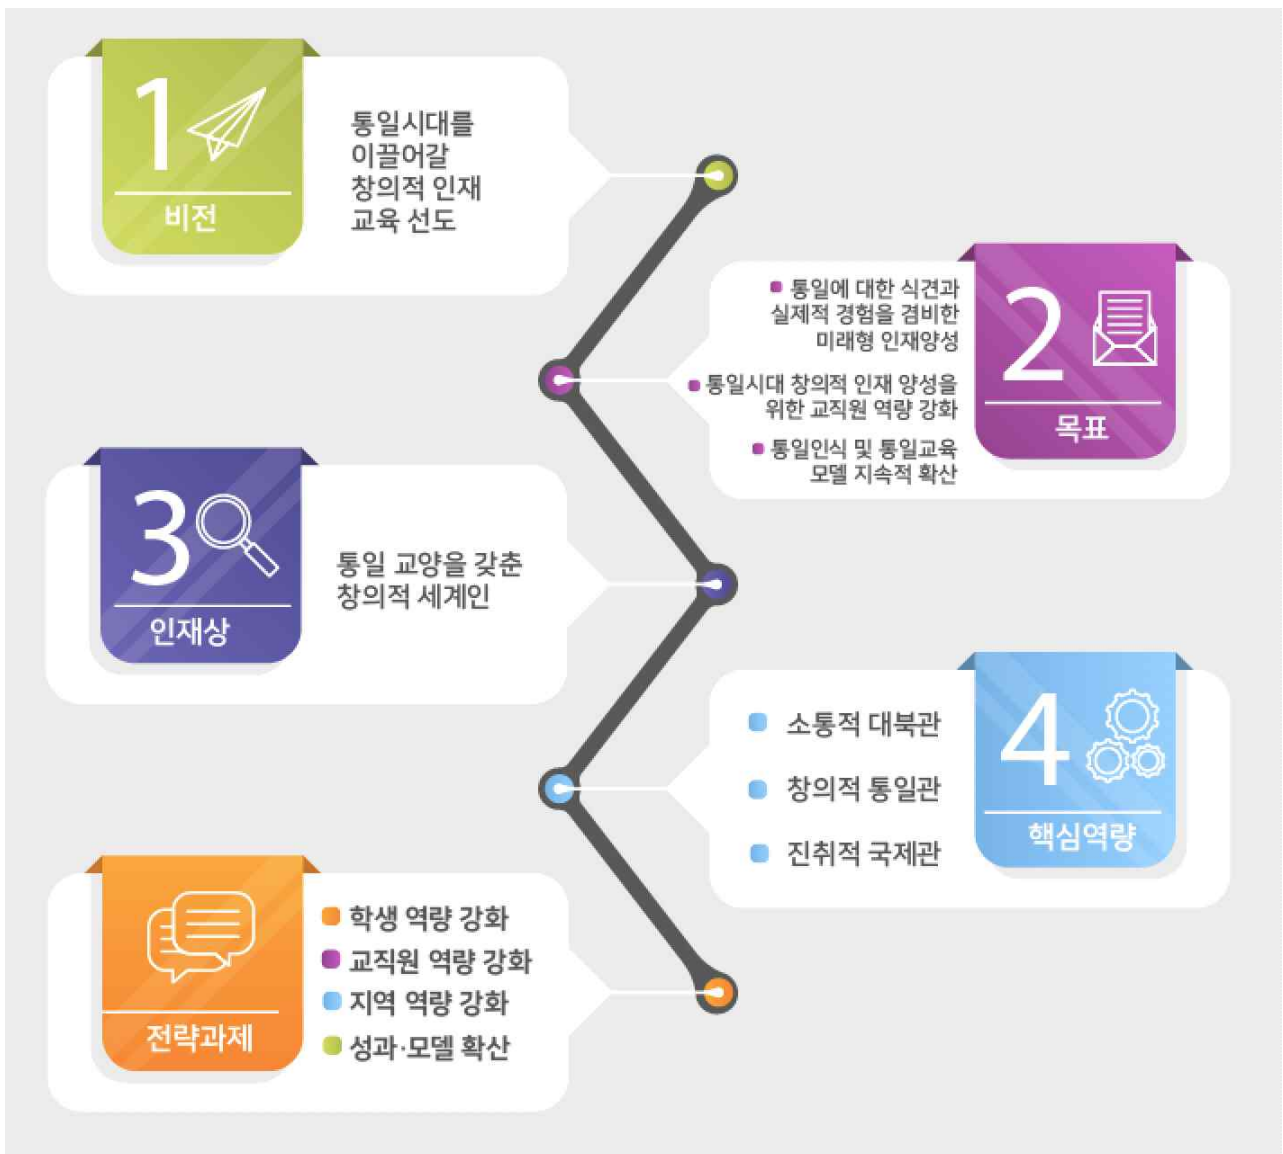 1
비전
통일시대를
이끌어갈
창의적 인재
교육 선도
2
목표
통일에 대한 식견과
실제적 경험을 겸비한
미래형 인재양성
통일시대 창의적 인재 양성을
위한 교직원 역량 강화
통일인식 및 통일교육
모델 지속적 확산
3
인재상
통일 교양을 갖춘
창의적 세계인
4
핵심역량
소통적 대북관
창의적 통일관
진취적 국제관
전략과제
학생 역량 강화
교직원 역량 강화
지역 역량 강화
성과·모델 확산